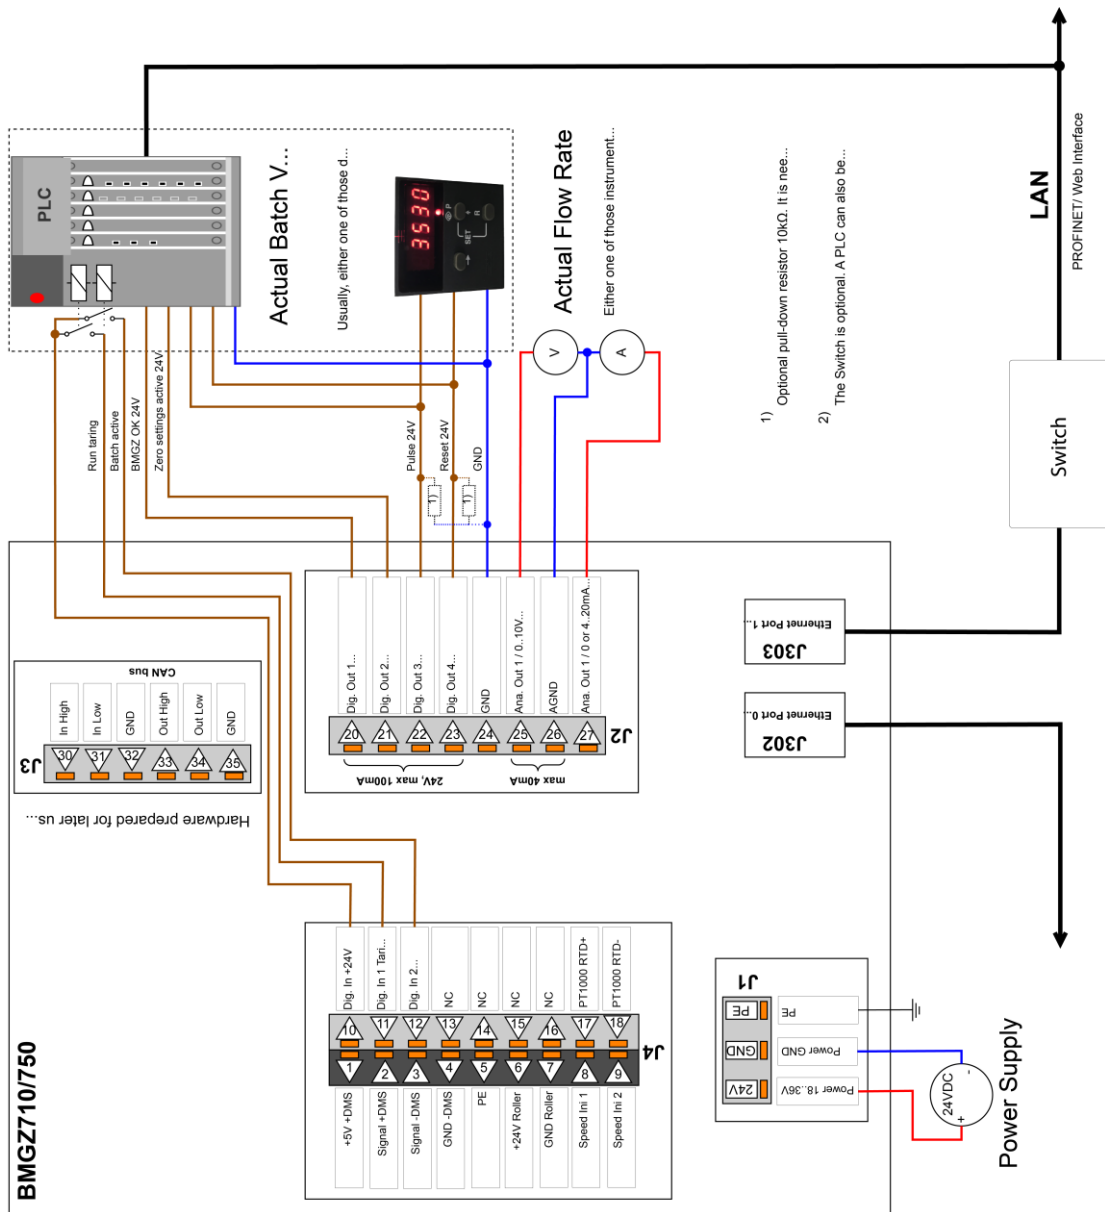 PLC
Actual Batch V...
Usually, either one of those d...
3530
P
SET
R
Actual Flow Rate
Either one of those instrument...
V
A
1)
Optional pull-down resistor 10kΩ. It is nee...
2)
The Switch is optional. A PLC can also be...
LAN
PROFINET/ Web Interface
Switch
Run taring
Batch active
BMGZ OK 24V
Zero settings active 24V
Pulse 24V
Reset 24V
GND
1)
1)
BMGZ710/750
J3
CAN bus
In High
In Low
GND
Out High
Out Low
GND
30
31
32
33
34
35
Hardware prepared for later us...
J2
Dig. Out 1...
Dig. Out 2...
Dig. Out 3...
Dig. Out 4...
GND
Ana. Out 1 / 0..10V...
AGND
Ana. Out 1 / 0 or 4..20mA...
20
21
22
23
24
25
26
27
24V, max 100mA
max 40mA
Ethernet Port 1...
J303
Ethernet Port 0...
J302
J4
Dig. In +24V
Dig. In 1 Tari...
Dig. In 2...
NC
NC
NC
NC
PT1000 RTD+
PT1000 RTD-
10
11
12
13
14
15
16
17
18
1
2
3
4
5
6
7
8
9
+5V +DMS
Signal +DMS
Signal -DMS
GND -DMS
PE
+24V Roller
GND Roller
Speed Ini 1
Speed Ini 2
J1
PE
GND
24V
PE
Power GND
Power 18..36V
24VDC
+
-
Power Supply